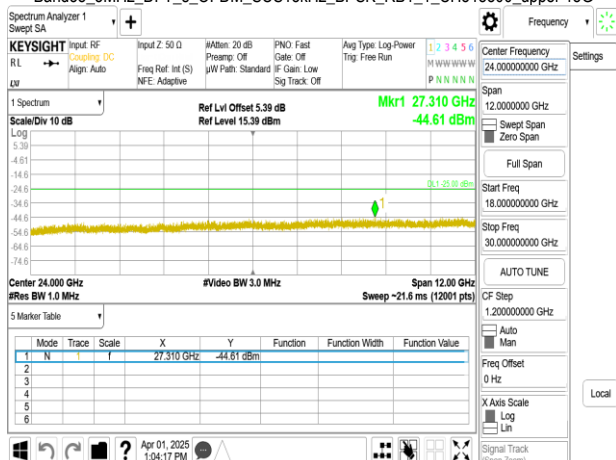 Spectrum Analyzer 1
Swept SA
Frequency
Settings
KEYSIGHT
RL
Input: RF
Coupling: DC
Align: Auto
Input Z: 50 Ω
Freq Ref: Int (S)
NFE: Adaptive
#Atten: 20 dB
Preamp: Off
µW Path: Standard
PNO: Fast
Gate: Off
IF Gain: Low
Sig Track: Off
Avg Type: Log-Power
Trig: Free Run
1 2 3 4 5 6
M W W W W W
P N N N N N
Center Frequency
24.000000000 GHz
Span
12.0000000 GHz
Swept Span
Zero Span
Full Span
Start Freq
18.000000000 GHz
Stop Freq
30.000000000 GHz
AUTO TUNE
CF Step
1.200000000 GHz
Auto
Man
Freq Offset
0 Hz
X Axis Scale
Log
Lin
Signal Track
Local
1 Spectrum
Scale/Div 10 dB
Log
Ref Lvl Offset 5.39 dB
Ref Level 15.39 dBm
Mkr1 27.310 GHz
-44.61 dBm
5.39
-4.61
-14.6
-24.6
-34.6
-44.6
-54.6
-64.6
-74.6
DL1 -25.00 dBm
1
Center 24.000 GHz
#Res BW 1.0 MHz
#Video BW 3.0 MHz
Span 12.00 GHz
Sweep ~21.6 ms (12001 pts)
5 Marker Table
Mode Trace Scale X Y Function Function Width Function Value
1 N 1 f 27.310 GHz -44.61 dBm
2
3
4
5
6
Apr 01, 2025
1:04:17 PM